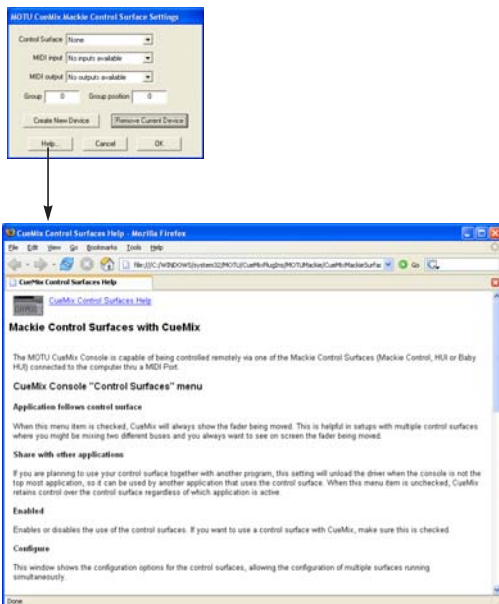 MOTU CueMix Mackie Control Surface Settings
Control Surface None
MIDI input No inputs available
MIDI output No outputs available
Group 0 Group position 0
Create New Device Remove Current Device
Help... Cancel OK
CueMix Control Surfaces Help - Mozilla Firefox
File Edit View Go Bookmarks Tools Help
file:///C:/WINDOWS/system32/MOTU/CueMixPlugIns/MOTUMackie/CueMixMackieSurfac Go
CueMix Control Surfaces Help
CueMix Control Surfaces Help
Mackie Control Surfaces with CueMix
The MOTU CueMix Console is capable of being controlled remotely via one of the Mackie Control Surfaces (Mackie Control, HUI or Baby
HUI) connected to the computer thru a MIDI Port.
CueMix Console "Control Surfaces" menu
Application follows control surface
When this menu item is checked, CueMix will always show the fader being moved. This is helpful in setups with multiple control surfaces
where you might be mixing two different buses and you always want to see on screen the fader being moved.
Share with other applications
If you are planning to use your control surface together with another program, this setting will unload the driver when the console is not the
top most application, so it can be used by another application that uses the control surface. When this menu item is unchecked, CueMix
retains control over the control surface regardless of which application is active.
Enabled
Enables or disables the use of the control surfaces. If you want to use a control surface with CueMix, make sure this is checked.
Configure
This window shows the configuration options for the control surfaces, allowing the configuration of multiple surfaces running
simultaneously.
Done